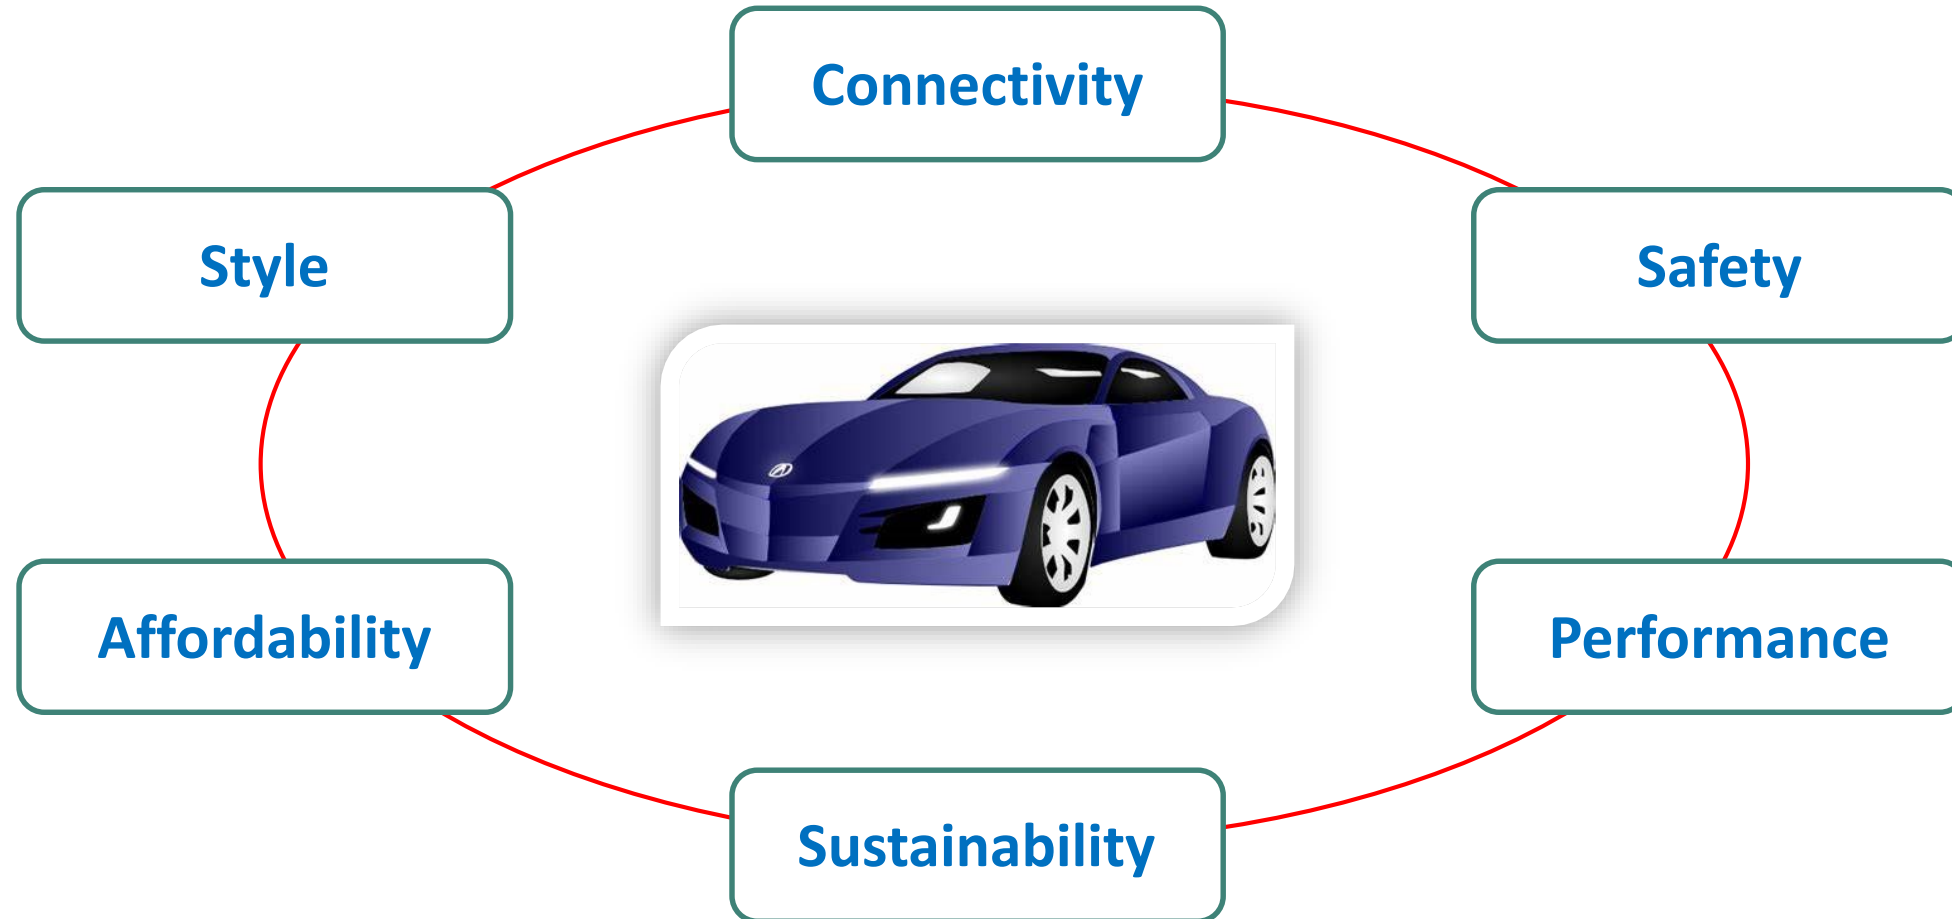 Connectivity
Style
Safety
Affordability
Performance
Sustainability